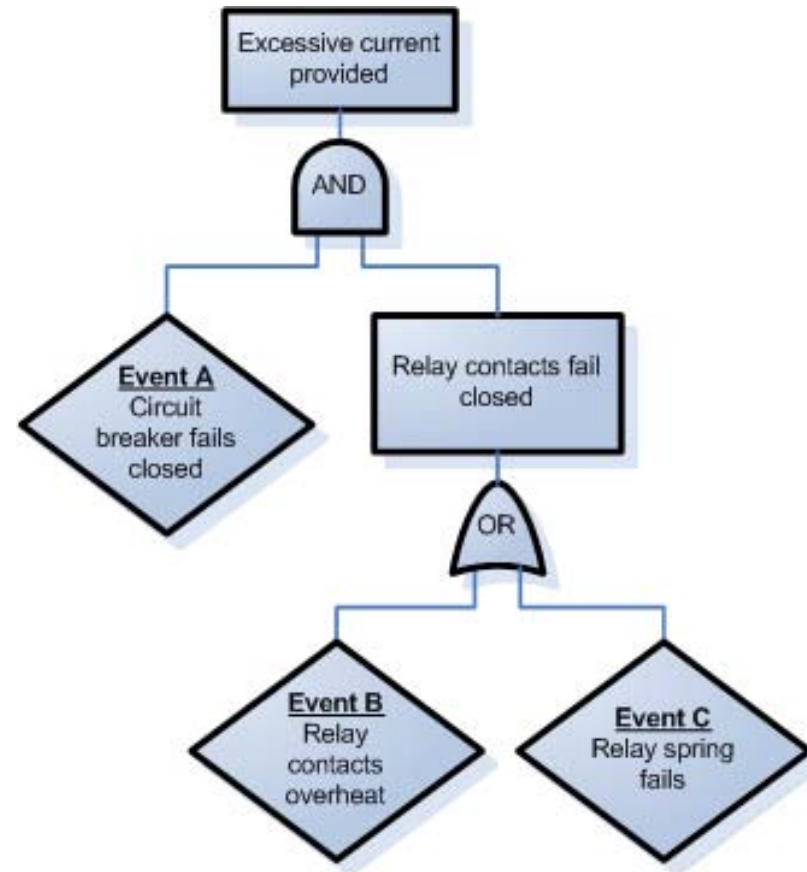 Excessive current
provided
AND
Event A
Circuit
breaker fails
closed
Relay contacts fail
closed
OR
Event B
Relay
contacts
overheat
Event C
Relay spring
fails